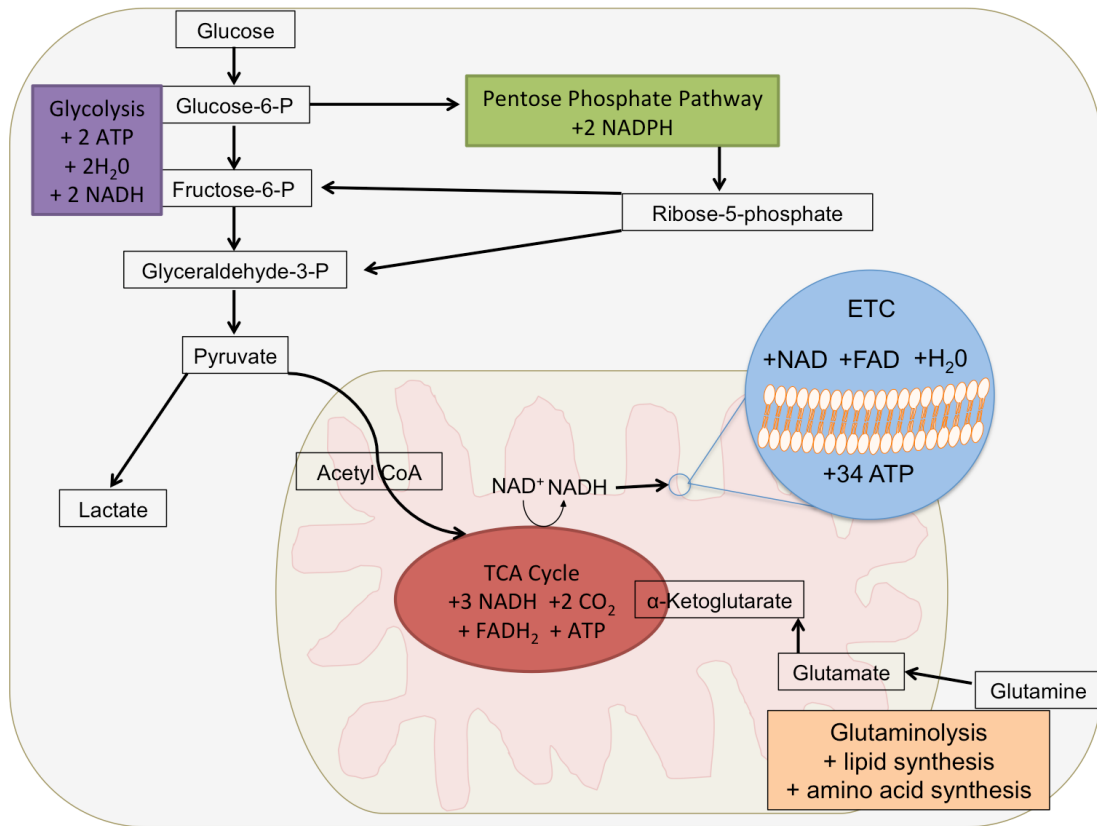 Glucose
Glycolysis
+ 2 ATP
+ 2H₂0
+ 2 NADH
Glucose-6-P
Pentose Phosphate Pathway
+2 NADPH
Fructose-6-P
Ribose-5-phosphate
Glyceraldehyde-3-P
Pyruvate
ETC
+NAD +FAD +H₂0
+34 ATP
Acetyl CoA
Lactate
NAD⁺ NADH
TCA Cycle
+3 NADH +2 CO₂
+ FADH₂ + ATP
α-Ketoglutarate
Glutamate
Glutamine
Glutaminolysis
+ lipid synthesis
+ amino acid synthesis